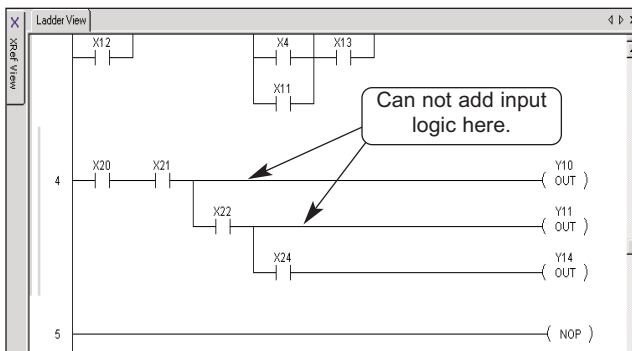 X
Ladder View
XRef View
X12
X4
X13
X11
Can not add input
logic here.
X20
X21
Y10
4
( OUT )
X22
Y11
( OUT )
X24
Y14
( OUT )
5
( NOP )